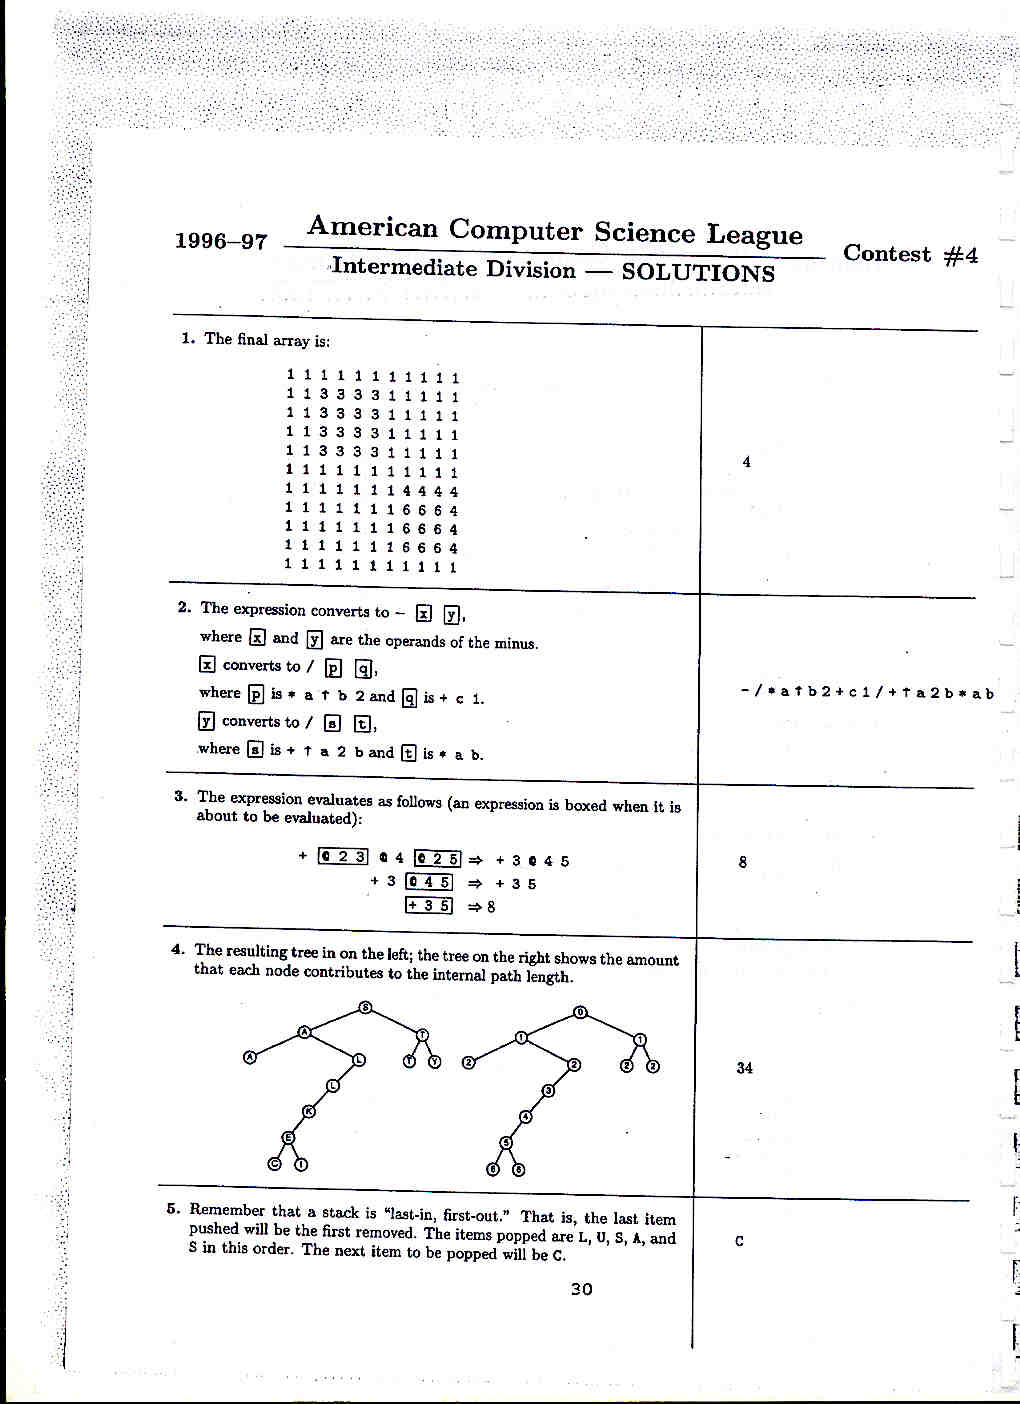 1996–97
American Computer Science League
Intermediate Division — SOLUTIONS
Contest #4
1. The final array is:
1 1 1 1 1 1 1 1 1 1 1
1 1 3 3 3 3 1 1 1 1 1
1 1 3 3 3 3 1 1 1 1 1
1 1 3 3 3 3 1 1 1 1 1
1 1 3 3 3 3 1 1 1 1 1
1 1 1 1 1 1 1 1 1 1 1
1 1 1 1 1 1 1 4 4 4 4
1 1 1 1 1 1 1 6 6 6 4
1 1 1 1 1 1 1 6 6 6 4
1 1 1 1 1 1 1 6 6 6 4
1 1 1 1 1 1 1 1 1 1 1
4
2. The expression converts to − x y,
where x and y are the operands of the minus.
x converts to / p q,
where p is * a ↑ b 2 and q is + c 1.
y converts to / s t,
where s is + ↑ a 2 b and t is * a b.
- / * a ↑ b 2 + c 1 / + ↑ a 2 b * a b
3. The expression evaluates as follows (an expression is boxed when it is
about to be evaluated):
+ @ 2 3 @ 4 @ 2 5 ⇒ + 3 @ 4 5
+ 3 @ 4 5 ⇒ + 3 5
+ 3 5 ⇒ 8
8
4. The resulting tree in on the left; the tree on the right shows the amount
that each node contributes to the internal path length.
S
A T
A L T Y
L
K
E
C I
0
1 1
2 2 2 2
3
4
5
6 6
34
5. Remember that a stack is “last-in, first-out.” That is, the last item
pushed will be the first removed. The items popped are L, U, S, A, and
S in this order. The next item to be popped will be C.
C
30